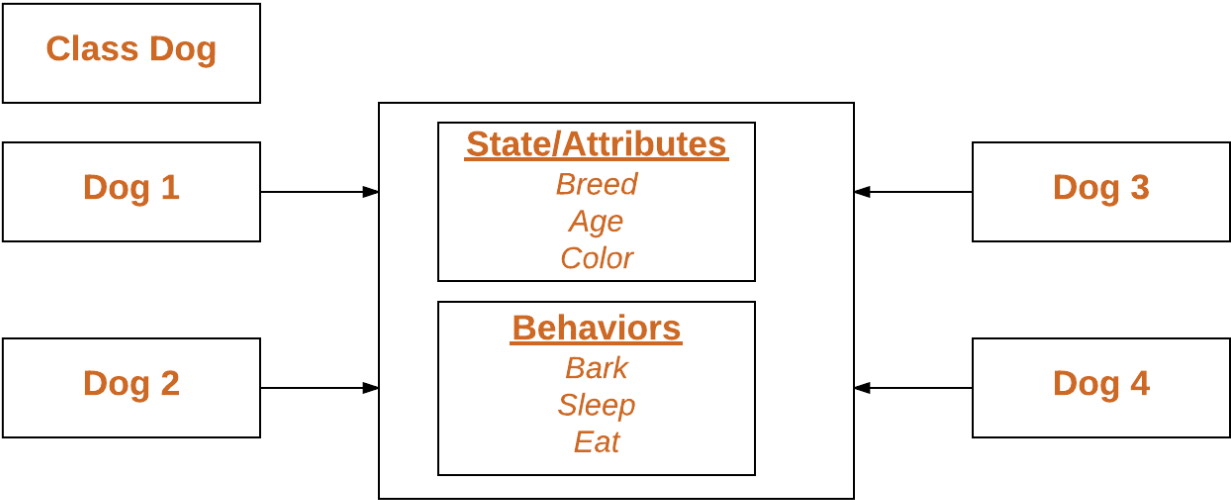 Class Dog
Dog 1
Dog 2
State/Attributes
Breed
Age
Color
Behaviors
Bark
Sleep
Eat
Dog 3
Dog 4